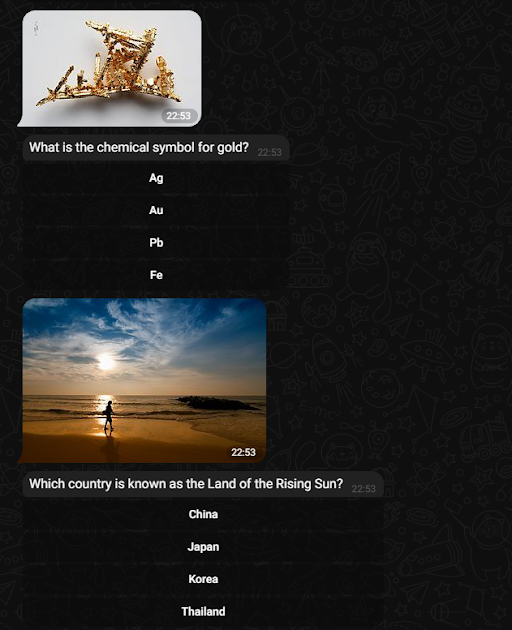 22:53
What is the chemical symbol for gold? 22:53
Ag
Au
Pb
Fe
22:53
Which country is known as the Land of the Rising Sun? 22:53
China
Japan
Korea
Thailand